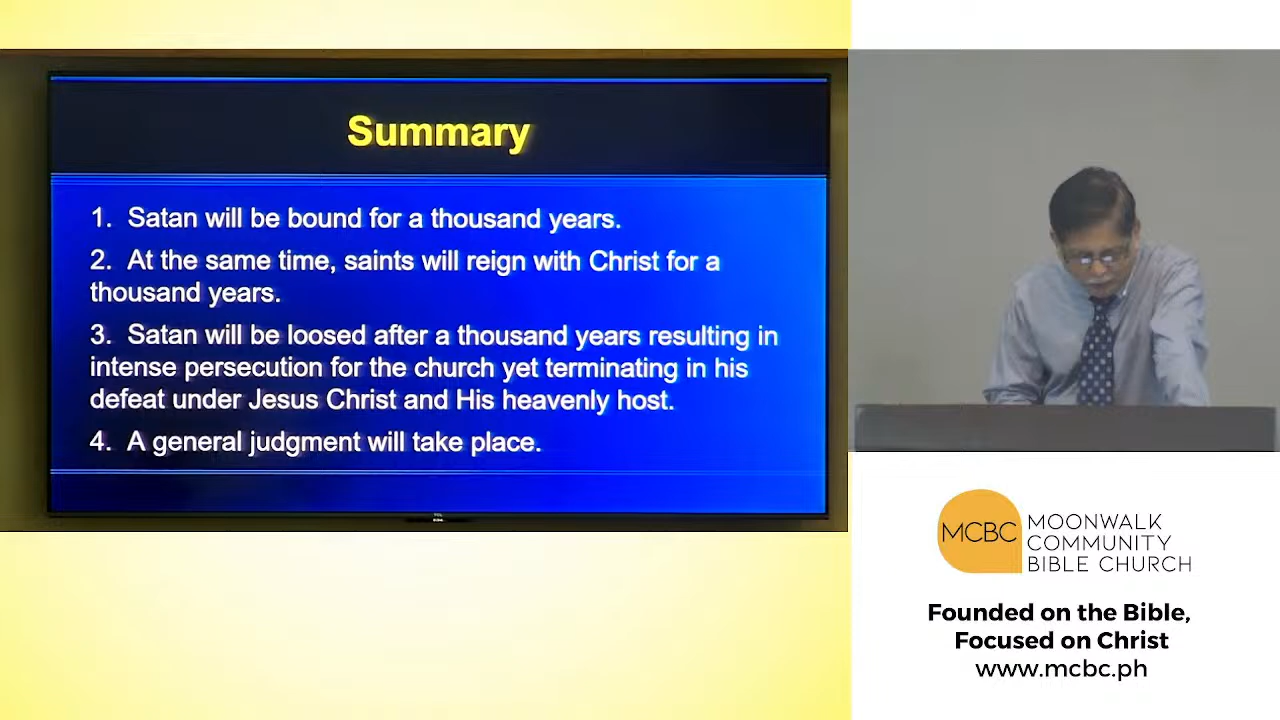 Summary
1. Satan will be bound for a thousand years.
2. At the same time, saints will reign with Christ for a
thousand years.
3. Satan will be loosed after a thousand years resulting in
intense persecution for the church yet terminating in his
defeat under Jesus Christ and His heavenly host.
4. A general judgment will take place.
TCL
MCBC
MOONWALK
COMMUNITY
BIBLE CHURCH
Founded on the Bible,
Focused on Christ
www.mcbc.ph